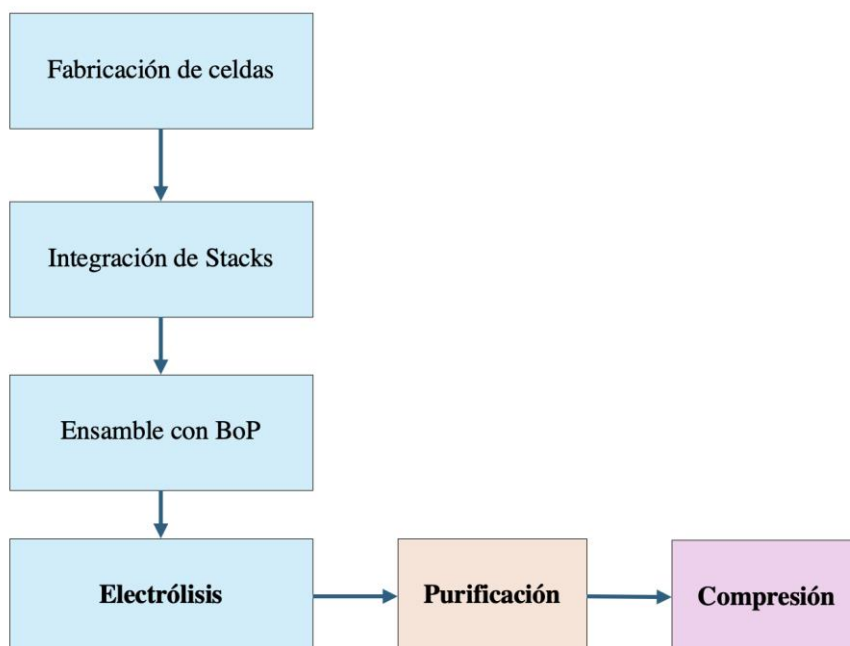 Fabricación de celdas
Integración de Stacks
Ensamble con BoP
Electrólisis
Purificación
Compresión